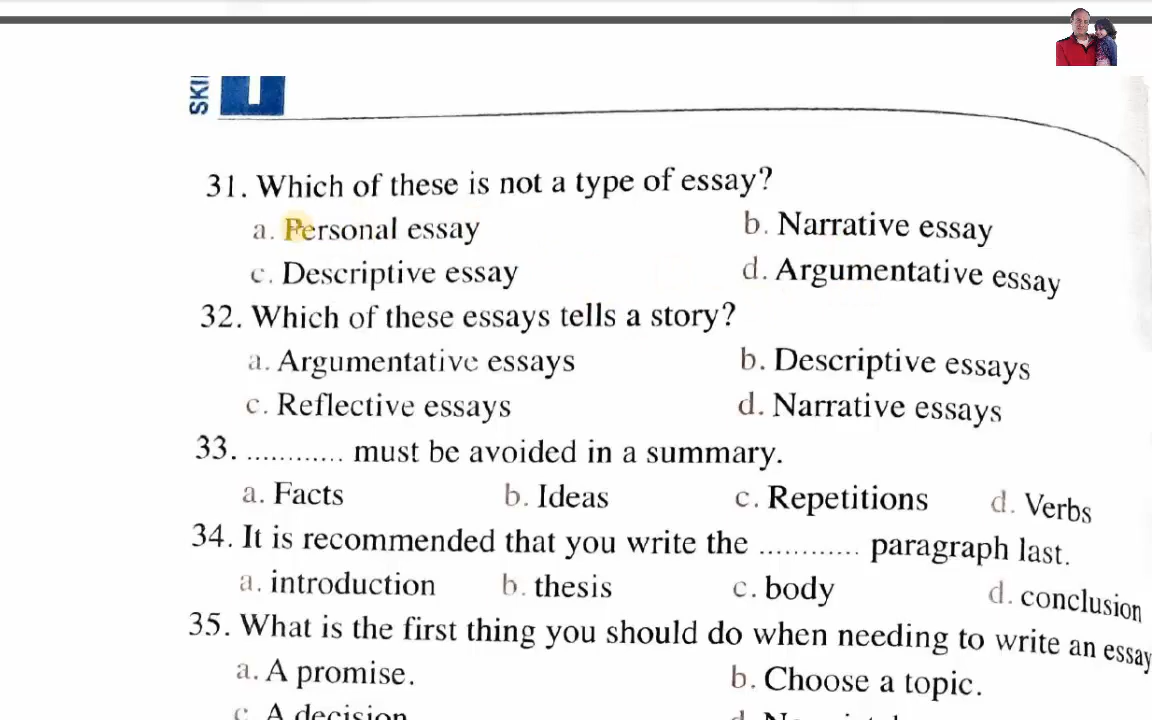 SKI
31. Which of these is not a type of essay?
a. Personal essay b. Narrative essay
c. Descriptive essay d. Argumentative essay
32. Which of these essays tells a story?
a. Argumentative essays b. Descriptive essays
c. Reflective essays d. Narrative essays
33. ............ must be avoided in a summary.
a. Facts b. Ideas c. Repetitions d. Verbs
34. It is recommended that you write the ............ paragraph last.
a. introduction b. thesis c. body d. conclusion
35. What is the first thing you should do when needing to write an essay
a. A promise. b. Choose a topic.
c. A decision d.